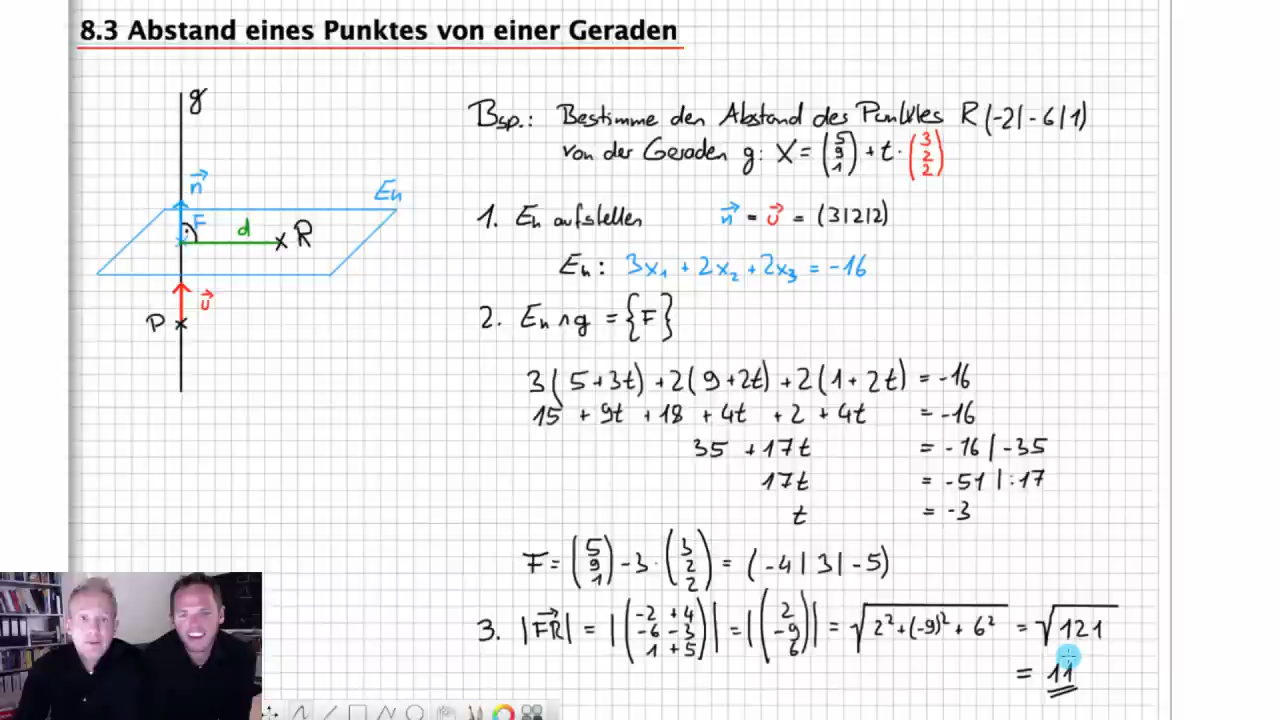 8.3 Abstand eines Punktes von einer Geraden
g
n⃗
En
F
d
R
u⃗
P
Bsp.: Bestimme den Abstand des Punktes R (-2|-6|1)
von der Geraden g: X = (5 9 1) + t · (3 2 2)
1. En aufstellen n⃗ = u⃗ = (3|2|2)
En: 3x₁ + 2x₂ + 2x₃ = -16
2. En ∩ g = {F}
3(5+3t) + 2(9+2t) + 2(1+2t) = -16
15 + 9t + 18 + 4t + 2 + 4t = -16
35 + 17t = -16 | -35
17t = -51 | :17
t = -3
F = (5 9 1) - 3 · (3 2 2) = (-4|3|-5)
3. |FR⃗| = |(-2+4 -6-3 1+5)| = |(2 -9 6)| = √2² + (-9)² + 6² = √121
= 11